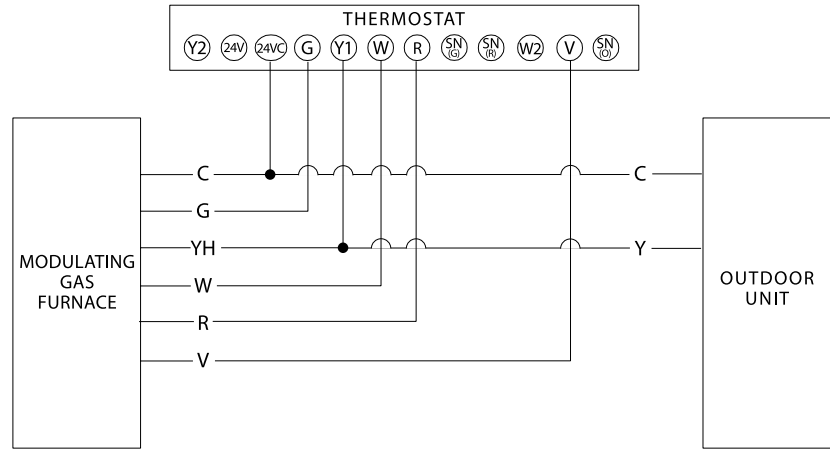 THERMOSTAT
Y2 24V 24VC G Y1 W R SN (G) SN (R) W2 V SN (O)
C C
G
YH Y
W
R
V
MODULATING
GAS
FURNACE
OUTDOOR
UNIT